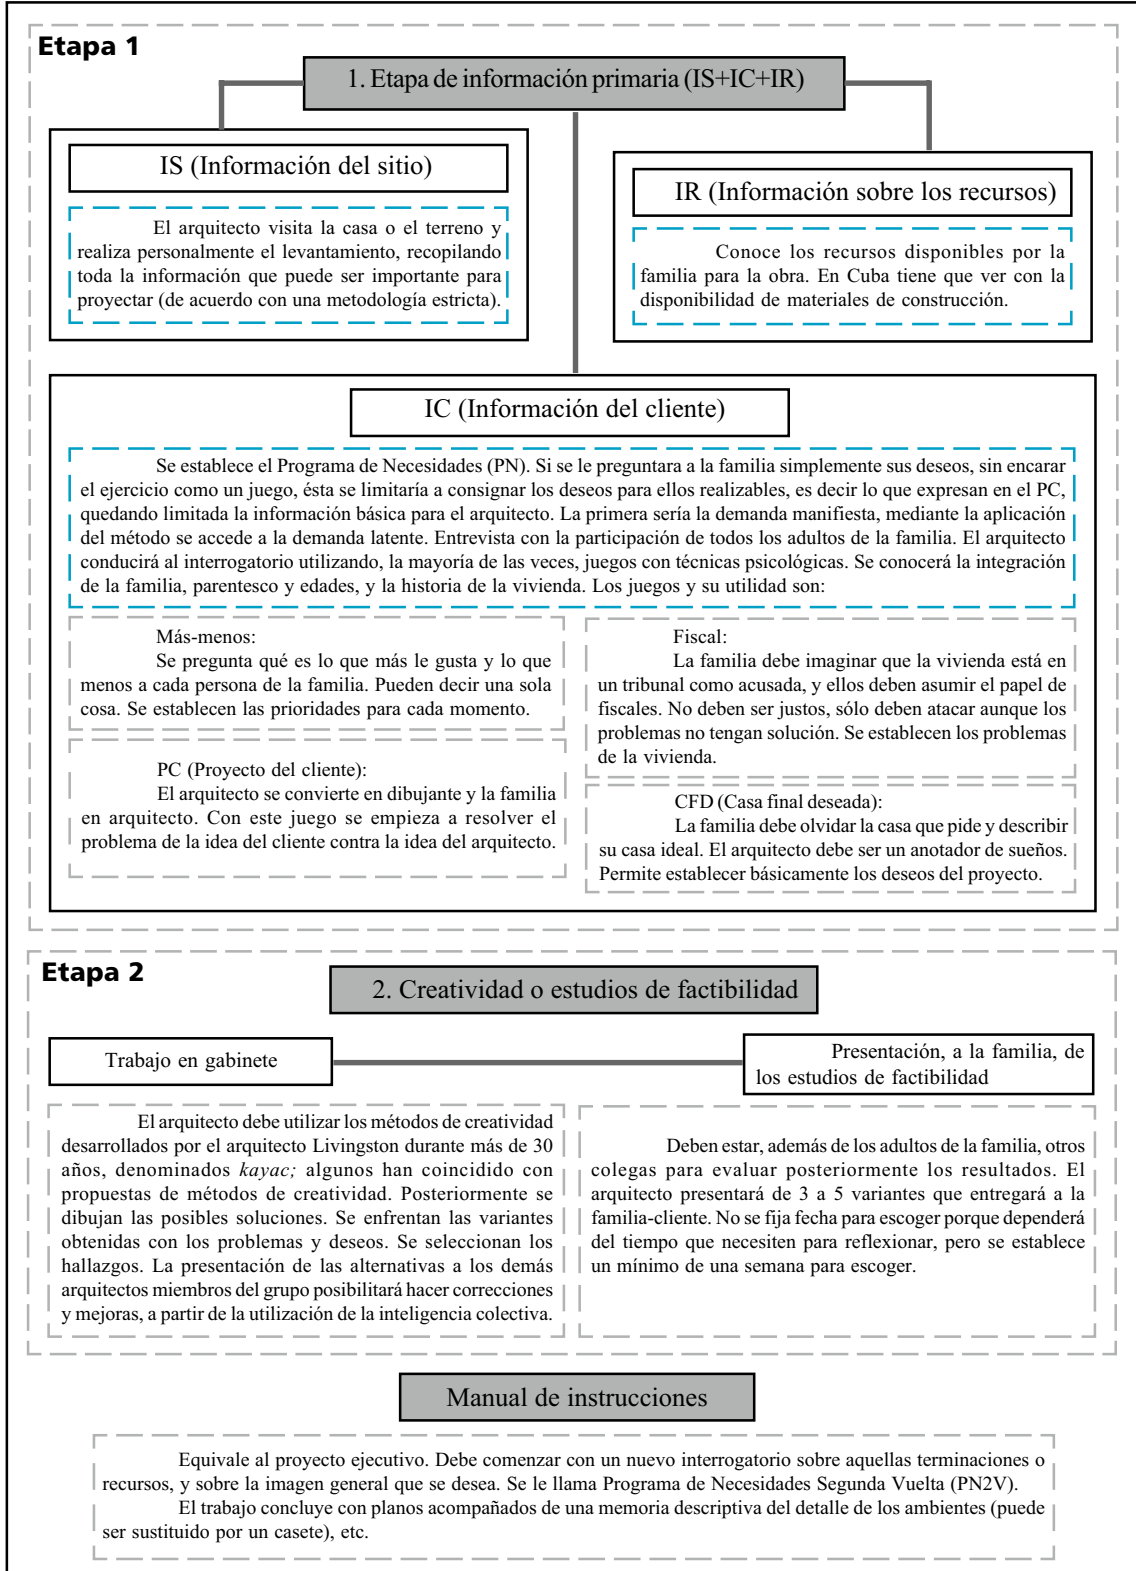 Etapa 1
1. Etapa de información primaria (IS+IC+IR)
IS (Información del sitio)
El arquitecto visita la casa o el terreno y
realiza personalmente el levantamiento, recopilando
toda la información que puede ser importante para
proyectar (de acuerdo con una metodología estricta).
IR (Información sobre los recursos)
Conoce los recursos disponibles por la
familia para la obra. En Cuba tiene que ver con la
disponibilidad de materiales de construcción.
IC (Información del cliente)
Se establece el Programa de Necesidades (PN). Si se le preguntara a la familia simplemente sus deseos, sin encarar
el ejercicio como un juego, ésta se limitaría a consignar los deseos para ellos realizables, es decir lo que expresan en el PC,
quedando limitada la información básica para el arquitecto. La primera sería la demanda manifiesta, mediante la aplicación
del método se accede a la demanda latente. Entrevista con la participación de todos los adultos de la familia. El arquitecto
conducirá al interrogatorio utilizando, la mayoría de las veces, juegos con técnicas psicológicas. Se conocerá la integración
de la familia, parentesco y edades, y la historia de la vivienda. Los juegos y su utilidad son:
Más-menos:
Se pregunta qué es lo que más le gusta y lo que
menos a cada persona de la familia. Pueden decir una sola
cosa. Se establecen las prioridades para cada momento.
PC (Proyecto del cliente):
El arquitecto se convierte en dibujante y la familia
en arquitecto. Con este juego se empieza a resolver el
problema de la idea del cliente contra la idea del arquitecto.
Fiscal:
La familia debe imaginar que la vivienda está en
un tribunal como acusada, y ellos deben asumir el papel de
fiscales. No deben ser justos, sólo deben atacar aunque los
problemas no tengan solución. Se establecen los problemas
de la vivienda.
CFD (Casa final deseada):
La familia debe olvidar la casa que pide y describir
su casa ideal. El arquitecto debe ser un anotador de sueños.
Permite establecer básicamente los deseos del proyecto.
Etapa 2
2. Creatividad o estudios de factibilidad
Trabajo en gabinete
Presentación, a la familia, de
los estudios de factibilidad
El arquitecto debe utilizar los métodos de creatividad
desarrollados por el arquitecto Livingston durante más de 30
años, denominados kayac; algunos han coincidido con
propuestas de métodos de creatividad. Posteriormente se
dibujan las posibles soluciones. Se enfrentan las variantes
obtenidas con los problemas y deseos. Se seleccionan los
hallazgos. La presentación de las alternativas a los demás
arquitectos miembros del grupo posibilitará hacer correcciones
y mejoras, a partir de la utilización de la inteligencia colectiva.
Deben estar, además de los adultos de la familia, otros
colegas para evaluar posteriormente los resultados. El
arquitecto presentará de 3 a 5 variantes que entregará a la
familia-cliente. No se fija fecha para escoger porque dependerá
del tiempo que necesiten para reflexionar, pero se establece
un mínimo de una semana para escoger.
Manual de instrucciones
Equivale al proyecto ejecutivo. Debe comenzar con un nuevo interrogatorio sobre aquellas terminaciones o
recursos, y sobre la imagen general que se desea. Se le llama Programa de Necesidades Segunda Vuelta (PN2V).
El trabajo concluye con planos acompañados de una memoria descriptiva del detalle de los ambientes (puede
ser sustituido por un casete), etc.